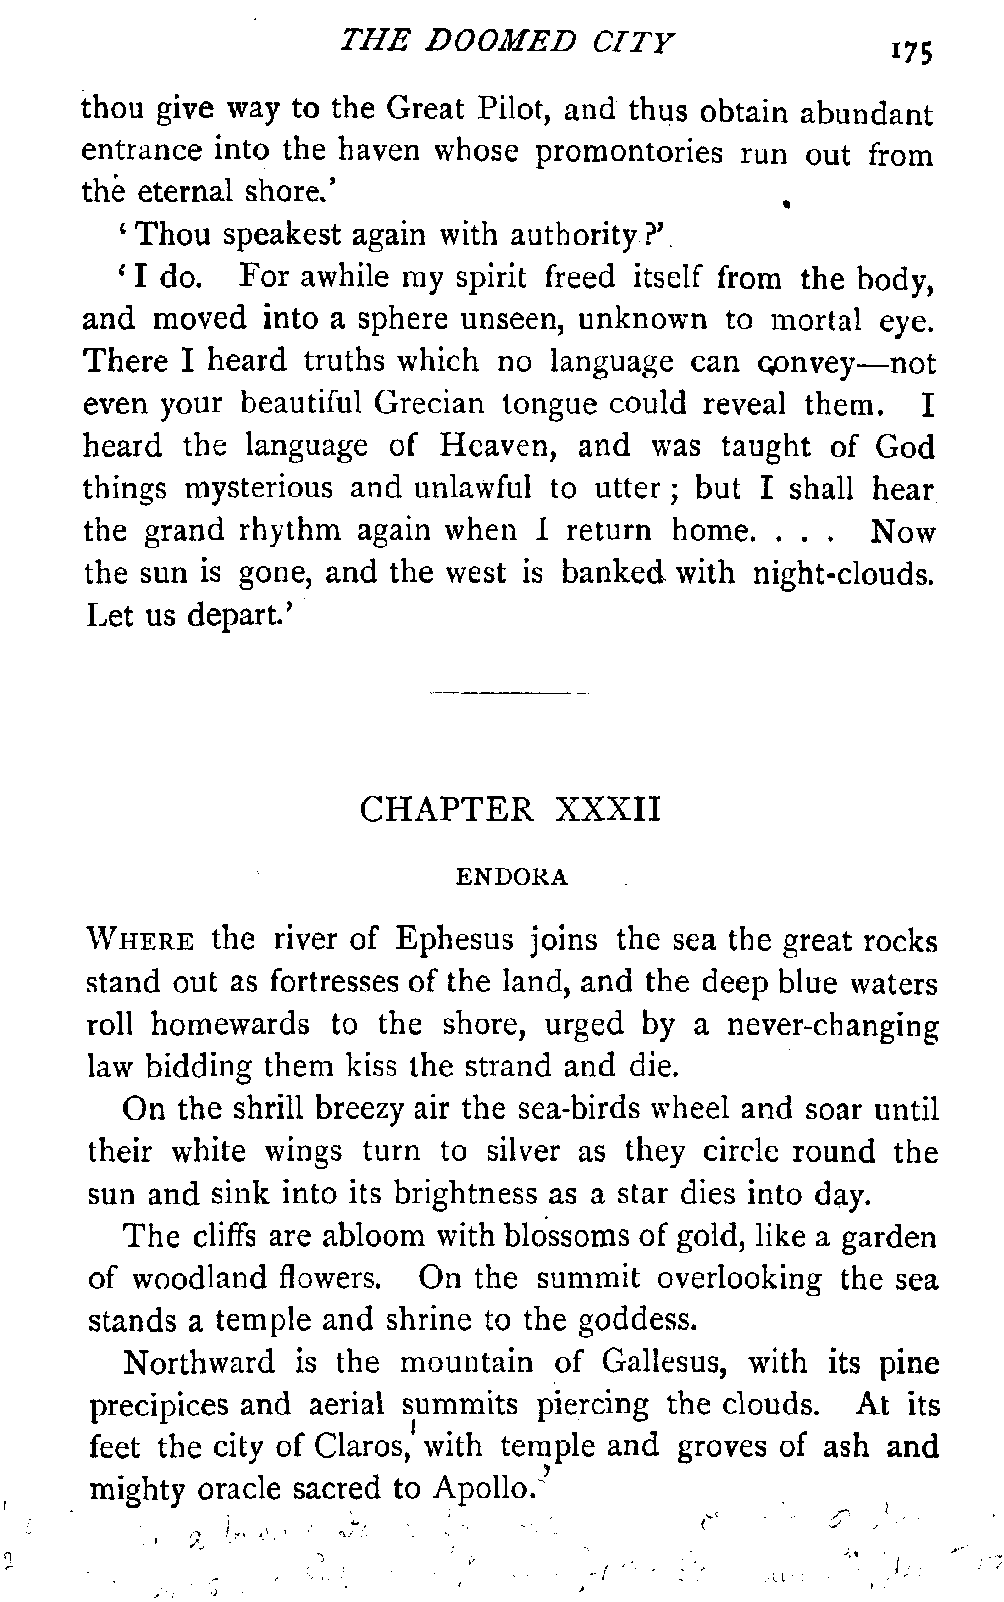 THE DOOMED CITY 175
thou give way to the Great Pilot, and thus obtain abundant
entrance into the haven whose promontories run out from
the eternal shore.’
‘Thou speakest again with authority?’
‘I do. For awhile my spirit freed itself from the body,
and moved into a sphere unseen, unknown to mortal eye.
There I heard truths which no language can convey—not
even your beautiful Grecian tongue could reveal them. I
heard the language of Heaven, and was taught of God
things mysterious and unlawful to utter; but I shall hear
the grand rhythm again when I return home. . . . Now
the sun is gone, and the west is banked with night-clouds.
Let us depart.’
CHAPTER XXXII
ENDORA
WHERE the river of Ephesus joins the sea the great rocks
stand out as fortresses of the land, and the deep blue waters
roll homewards to the shore, urged by a never-changing
law bidding them kiss the strand and die.
On the shrill breezy air the sea-birds wheel and soar until
their white wings turn to silver as they circle round the
sun and sink into its brightness as a star dies into day.
The cliffs are abloom with blossoms of gold, like a garden
of woodland flowers. On the summit overlooking the sea
stands a temple and shrine to the goddess.
Northward is the mountain of Gallesus, with its pine
precipices and aerial summits piercing the clouds. At its
feet the city of Claros, with temple and groves of ash and
mighty oracle sacred to Apollo.